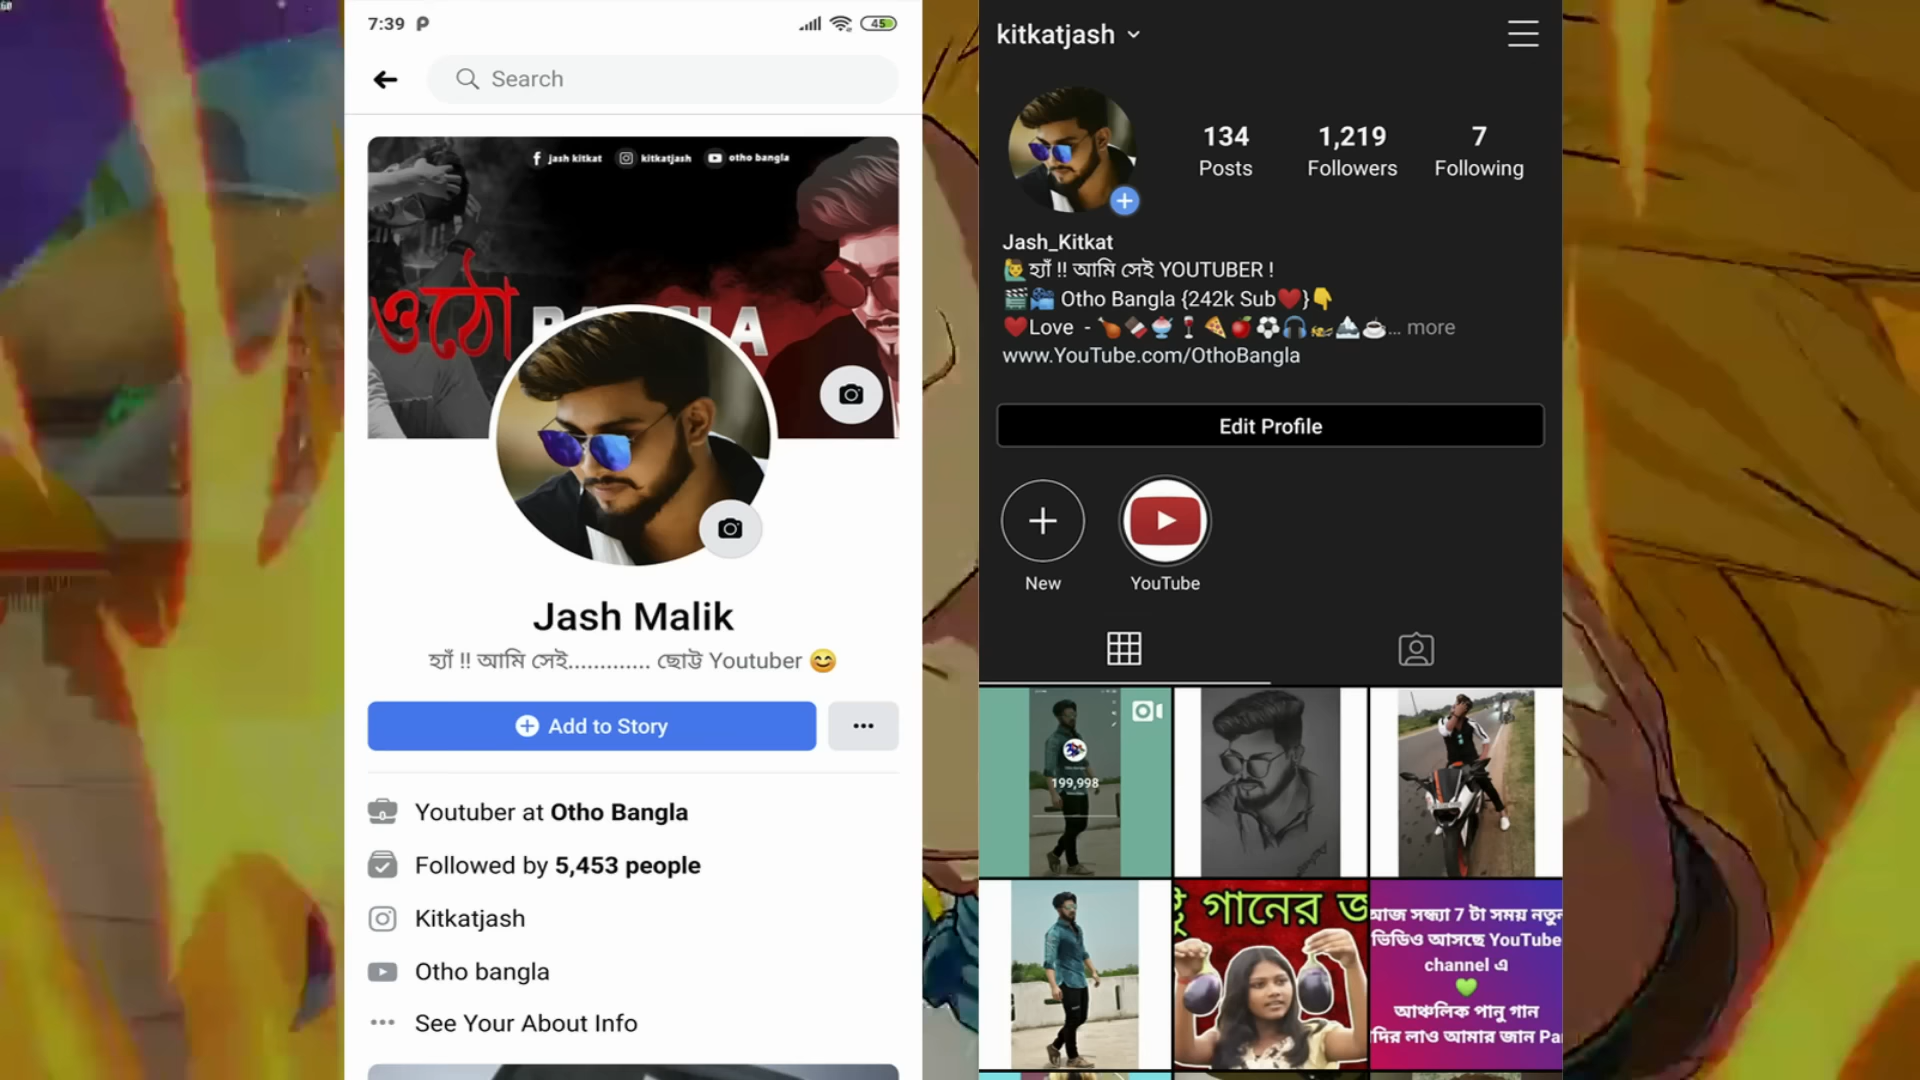 7:39
45
Search
jash kitkat kitkatjash otho bangla
ওঠো
Jash Malik
হ্যাঁ !! আমি সেই............. ছোট্ট Youtuber 😊
Add to Story
Youtuber at Otho Bangla
Followed by 5,453 people
Kitkatjash
Otho bangla
See Your About Info
kitkatjash
134 1,219 7
Posts Followers Following
Jash_Kitkat
🙋‍♂️হ্যাঁ !! আমি সেই YOUTUBER !
🎬📽️ Otho Bangla {242k Sub❤️}👇
❤️Love - 🍗🍫🍧🍷🍕🍎⚽🎧🏍️🏔️☕... more
www.YouTube.com/OthoBangla
Edit Profile
New YouTube
199,998
গানের
আজ সন্ধ্যা 7 টা সময় নতুন
ভিডিও আসছে YouTube
channel এ
💚
আঞ্চলিক পানু গান
লাও আমার জান